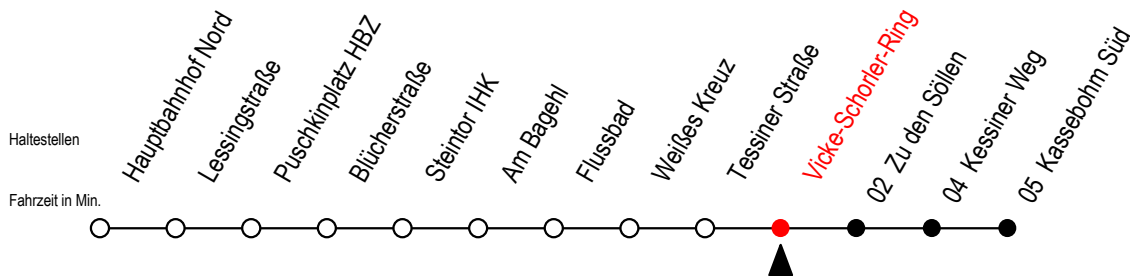 Haltestellen
Fahrzeit in Min.
Hauptbahnhof Nord
Lessingstraße
Puschkinplatz HBZ
Blücherstraße
Steintor IHK
Am Bagehl
Flussbad
Weißes Kreuz
Tessiner Straße
Vicke-Schorler-Ring
02 Zu den Söllen
04 Kessiner Weg
05 Kassebohm Süd